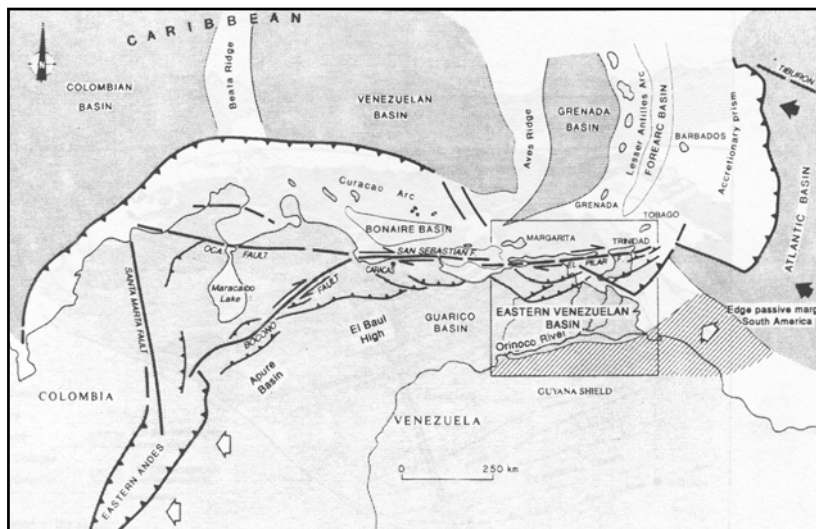 CARIBBEAN
TIBURON
COLOMBIAN
BASIN
Beata Ridge
VENEZUELAN
BASIN
Aves Ridge
GRENADA
BASIN
Lesser Antilles Arc
FOREARC BASIN
BARBADOS
Accretionary prism
ATLANTIC BASIN
Curacao Arc
GRENADA
TOBAGO
BONAIRE BASIN
MARGARITA
TRINIDAD
OCA FAULT
SAN SEBASTIAN F.
CARACAS
EL PILAR
SANTA MARTA FAULT
Maracaibo
Lake
BOCONO FAULT
El Baul
High
GUARICO
BASIN
EASTERN VENEZUELAN
BASIN
Orinoco River
Edge passive marg
South America
Apure
Basin
COLOMBIA
VENEZUELA
GUYANA SHIELD
EASTERN ANDES
0 250 km